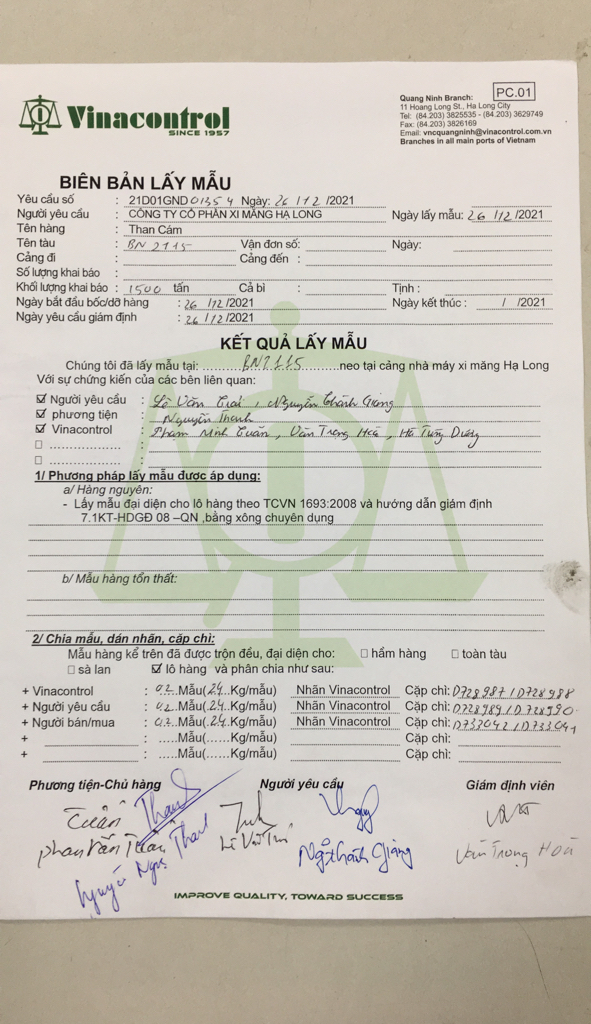 PC.01
Vinacontrol
SINCE 1957
Quang Ninh Branch:
11 Hoang Long St., Ha Long City
Tel: (84.203) 3825535 - (84.203) 3629749
Fax: (84.203) 3826169
Email: vncquangninh@vinacontrol.com.vn
Branches in all main ports of Vietnam
BIÊN BẢN LẤY MẪU
Yêu cầu số : 21D01GND01354 Ngày: 26/12/2021
Người yêu cầu : CÔNG TY CỔ PHẦN XI MĂNG HẠ LONG Ngày lấy mẫu: 26/12/2021
Tên hàng : Than Cám
Tên tàu : BN 2115 Vận đơn số: Ngày:
Cảng đi : Cảng đến :
Số lượng khai báo :
Khối lượng khai báo : 1500 tấn Cả bì : Tịnh :
Ngày bắt đầu bốc/dỡ hàng : 26/12/2021 Ngày kết thúc : / /2021
Ngày yêu cầu giám định : 26/12/2021
KẾT QUẢ LẤY MẪU
Chúng tôi đã lấy mẫu tại: BN2115 neo tại cảng nhà máy xi măng Hạ Long
Với sự chứng kiến của các bên liên quan:
☑ Người yêu cầu : Lê Văn , Nguyễn Thành Giang
☑ phương tiện : Nguyễn Thanh
☑ Vinacontrol : Phạm Minh Tuấn, Văn Trọng Hoà, Hà Tùng Dương
☐ .................. :
☐ .................. :
1/ Phương pháp lấy mẫu được áp dụng:
a/ Hàng nguyên:
- Lấy mẫu đại diện cho lô hàng theo TCVN 1693:2008 và hướng dẫn giám định
7.1KT-HDGĐ 08 –QN ,bằng xông chuyên dụng
b/ Mẫu hàng tổn thất:
2/ Chia mẫu, dán nhãn, cặp chì:
Mẫu hàng kể trên đã được trộn đều, đại diện cho: ☐ hầm hàng ☐ toàn tàu
☐ sà lan ☑ lô hàng và phân chia như sau:
+ Vinacontrol : 02 Mẫu(24 Kg/mẫu) Nhãn Vinacontrol Cặp chì: D728987/D728988
+ Người yêu cầu : 02 Mẫu(24 Kg/mẫu) Nhãn Vinacontrol Cặp chì: D728989/D728990
+ Người bán/mua : 02 Mẫu(24 Kg/mẫu) Nhãn Vinacontrol Cặp chì: D733042/D733041
+ : .....Mẫu(......Kg/mẫu) Cặp chì:
+ : .....Mẫu(......Kg/mẫu) Cặp chì:
Phương tiện-Chủ hàng Người yêu cầu Giám định viên
Tuân
phan Văn Ng Thành Giang Văn Trọng Hoà
Nguyễn Ngọc Thanh
IMPROVE QUALITY, TOWARD SUCCESS